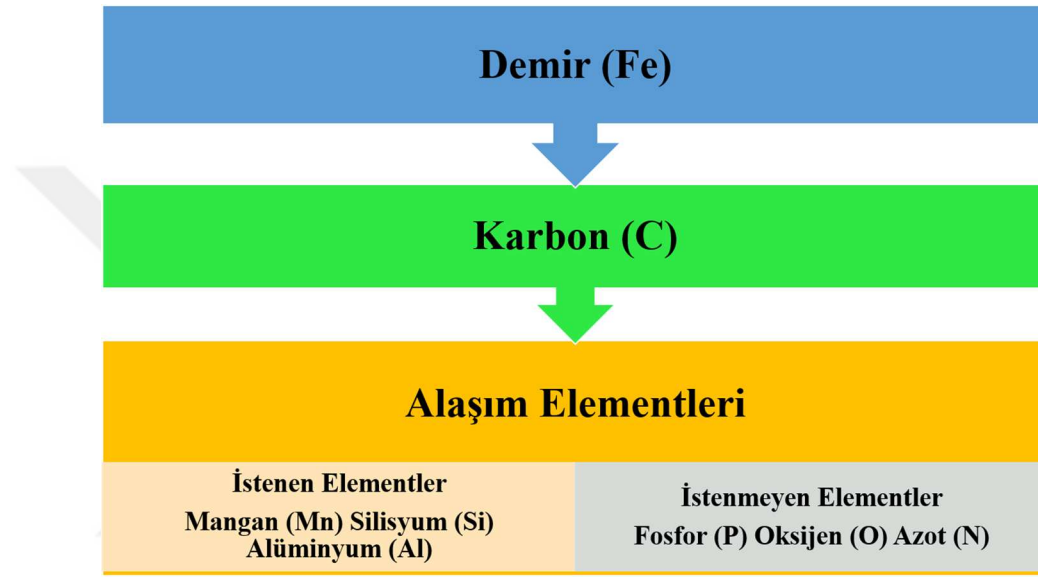 Demir (Fe)
Karbon (C)
Alaşım Elementleri
İstenen Elementler
Mangan (Mn) Silisyum (Si)
Alüminyum (Al)
İstenmeyen Elementler
Fosfor (P) Oksijen (O) Azot (N)